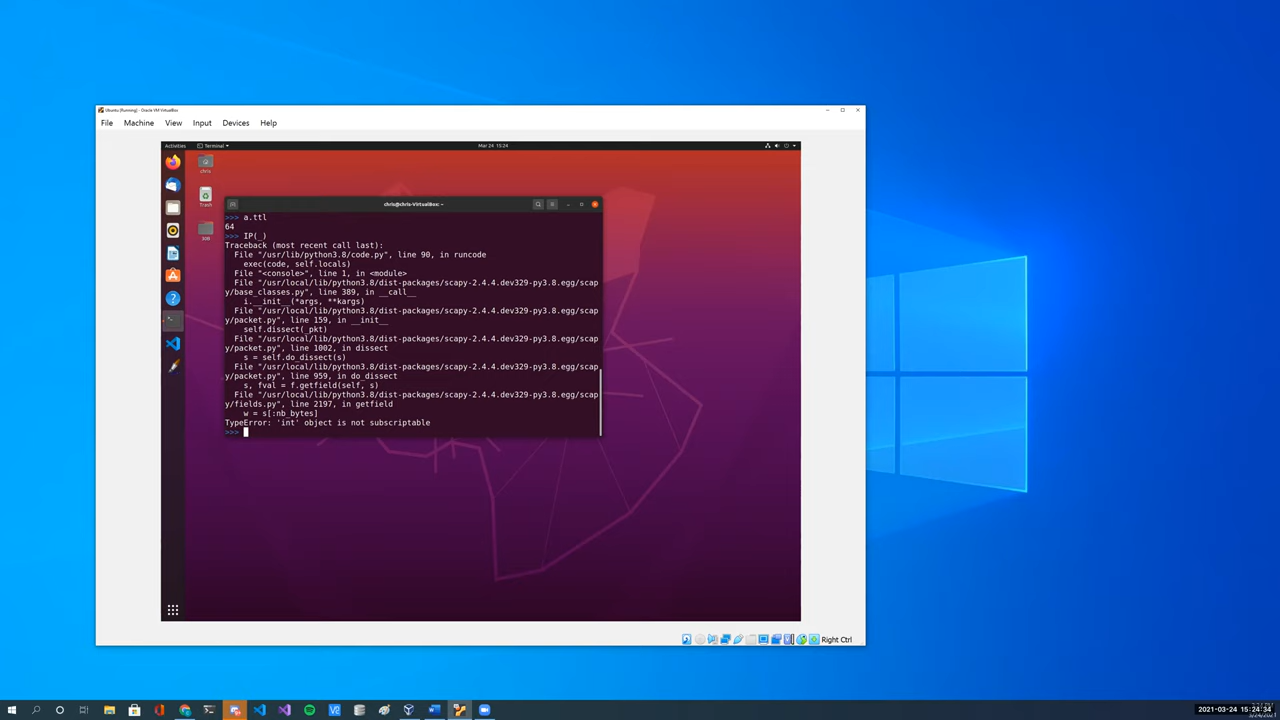 Ubuntu [Running] - Oracle VM VirtualBox
File Machine View Input Devices Help
Activities Terminal Mar 24 15:24
chris
Trash
chris@chris-VirtualBox: ~
>>> a.ttl
64
>>> IP(_)
Traceback (most recent call last):
File "/usr/lib/python3.8/code.py", line 90, in runcode
exec(code, self.locals)
File "<console>", line 1, in <module>
File "/usr/local/lib/python3.8/dist-packages/scapy-2.4.4.dev329-py3.8.egg/scap
y/base_classes.py", line 389, in __call__
i.__init__(*args, **kargs)
File "/usr/local/lib/python3.8/dist-packages/scapy-2.4.4.dev329-py3.8.egg/scap
y/packet.py", line 159, in __init__
self.dissect(_pkt)
File "/usr/local/lib/python3.8/dist-packages/scapy-2.4.4.dev329-py3.8.egg/scap
y/packet.py", line 1002, in dissect
s = self.do_dissect(s)
File "/usr/local/lib/python3.8/dist-packages/scapy-2.4.4.dev329-py3.8.egg/scap
y/packet.py", line 959, in do_dissect
s, fval = f.getfield(self, s)
File "/usr/local/lib/python3.8/dist-packages/scapy-2.4.4.dev329-py3.8.egg/scap
y/fields.py", line 2197, in getfield
w = s[:nb_bytes]
TypeError: 'int' object is not subscriptable
>>>
Right Ctrl
2021-03-24 15:24:34